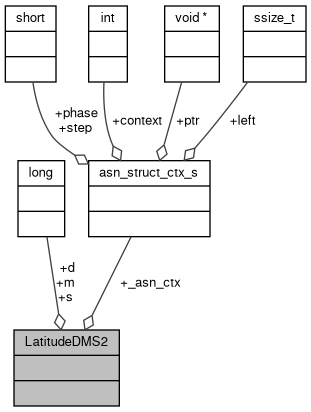 short
int
void *
ssize_t
+phase
+step
+context
+ptr
+left
long
asn_struct_ctx_s
+d
+m
+s
+_asn_ctx
LatitudeDMS2